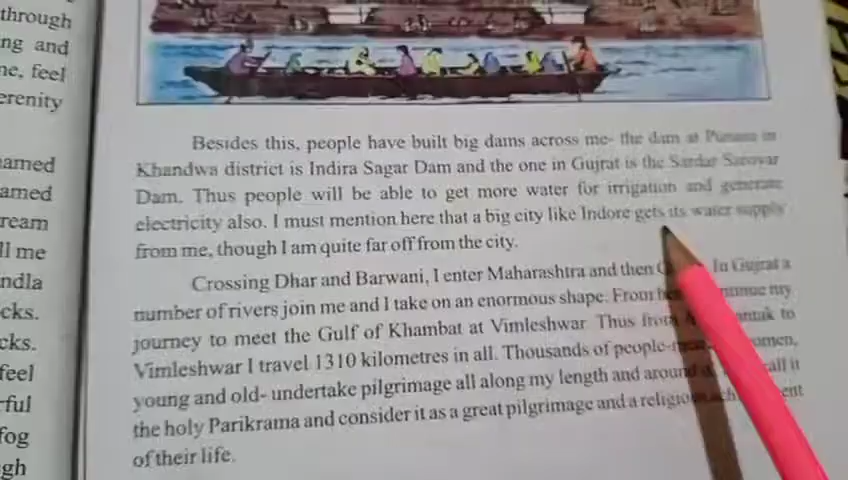 through
ng and
ne, feel
erenity
amed
amed
ream
ll me
ndla
cks.
cks.
feel
rful
fog
gh
Besides this, people have built big dams across me- the dam at Punasa in
Khandwa district is Indira Sagar Dam and the one in Gujrat is the Sardar Sarovar
Dam. Thus people will be able to get more water for irrigation and generate
electricity also. I must mention here that a big city like Indore gets its water supply
from me, though I am quite far off from the city.
Crossing Dhar and Barwani, I enter Maharashtra and then In Gujrat a
number of rivers join me and I take on an enormous shape. From my
journey to meet the Gulf of Khambat at Vimleshwar. Thus from to
Vimleshwar I travel 1310 kilometres in all. Thousands of people-
young and old- undertake pilgrimage all along my length and around call it
the holy Parikrama and consider it as a great pilgrimage and a religious
of their life.